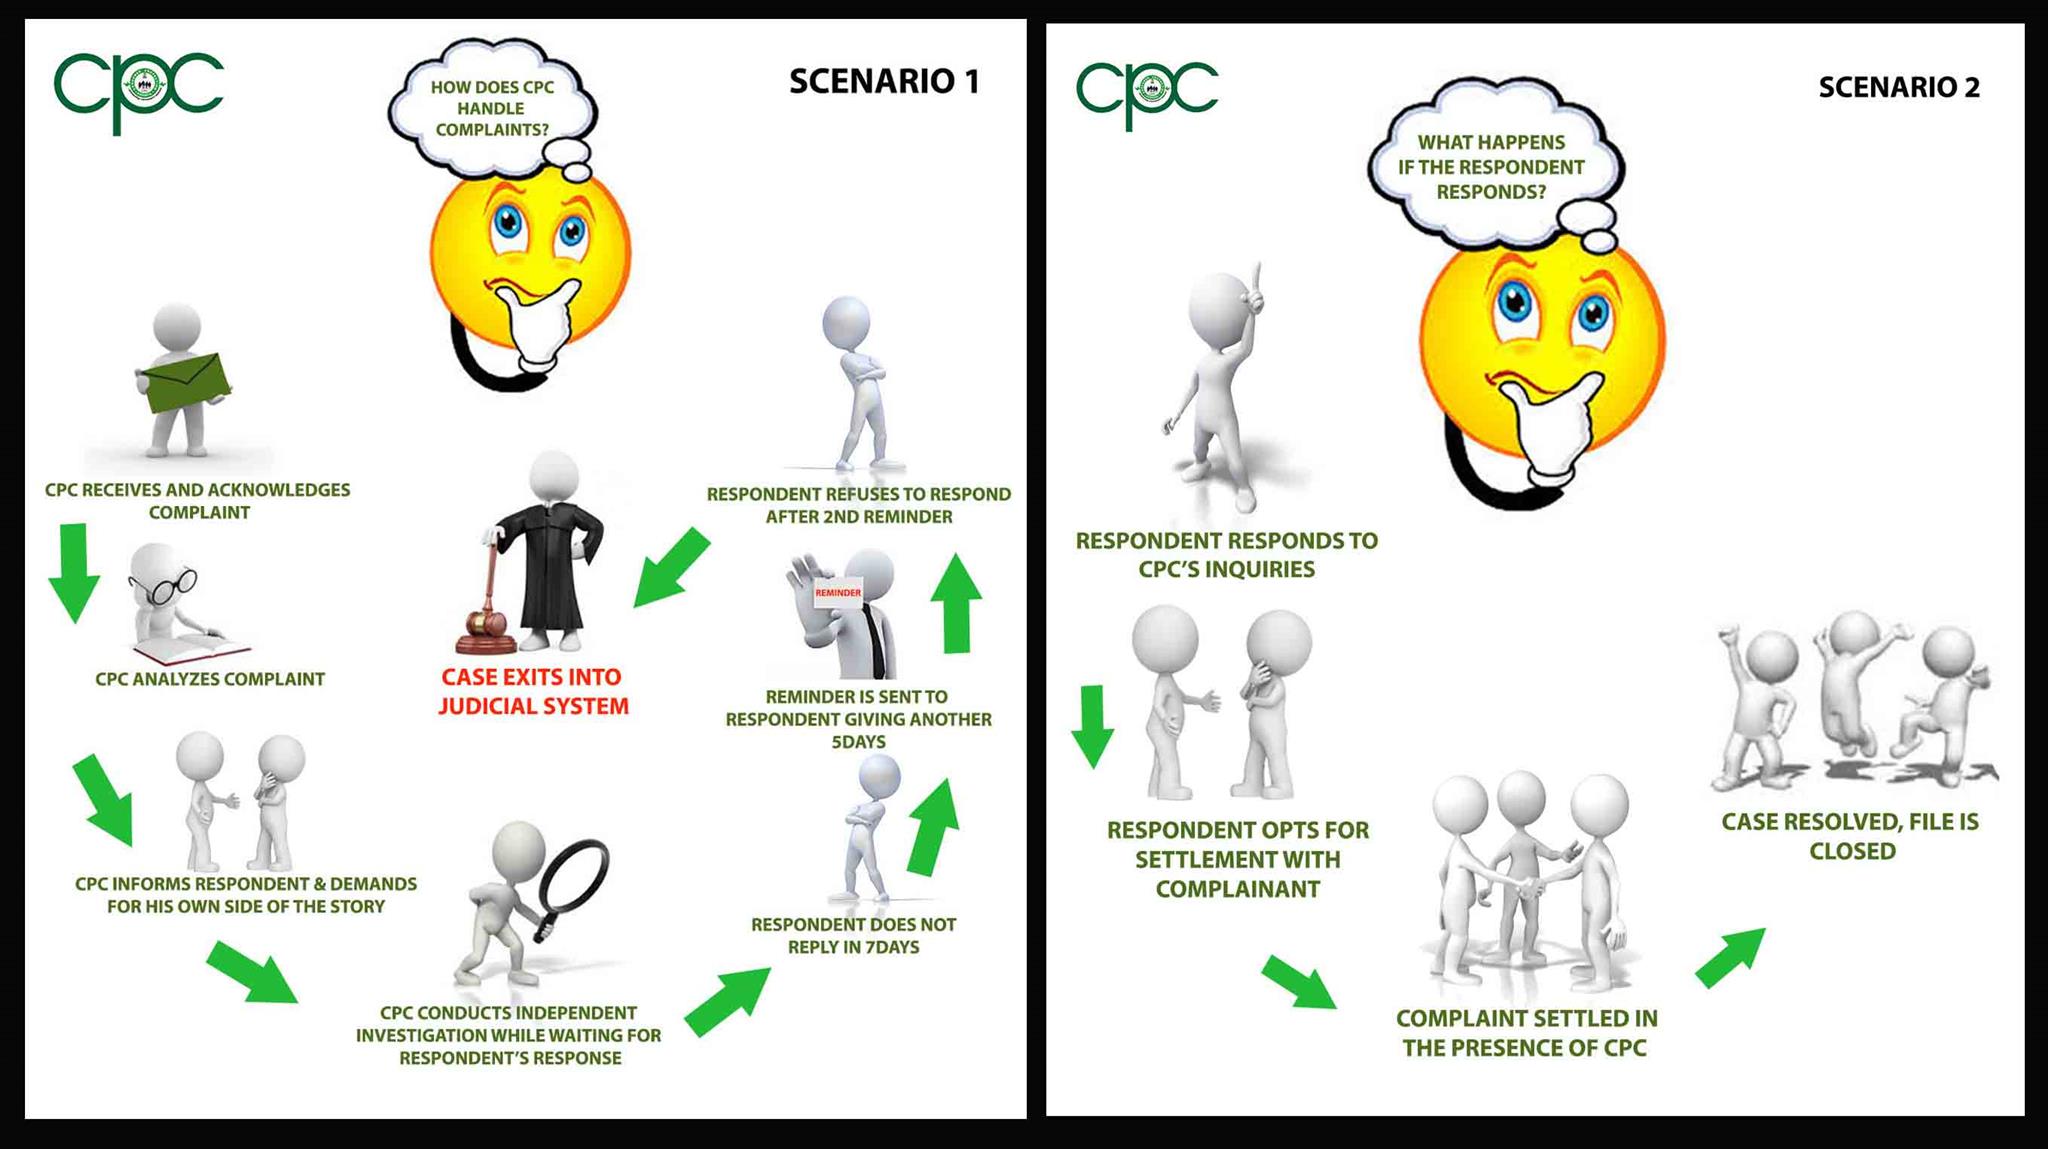 cpc
HOW DOES CPC
HANDLE
COMPLAINTS?
SCENARIO 1
CPC RECEIVES AND ACKNOWLEDGES
COMPLAINT
CPC ANALYZES COMPLAINT
CPC INFORMS RESPONDENT & DEMANDS
FOR HIS OWN SIDE OF THE STORY
CPC CONDUCTS INDEPENDENT
INVESTIGATION WHILE WAITING FOR
RESPONDENT'S RESPONSE
RESPONDENT DOES NOT
REPLY IN 7DAYS
REMINDER
REMINDER IS SENT TO
RESPONDENT GIVING ANOTHER
5DAYS
RESPONDENT REFUSES TO RESPOND
AFTER 2ND REMINDER
CASE EXITS INTO
JUDICIAL SYSTEM
cpc
WHAT HAPPENS
IF THE RESPONDENT
RESPONDS?
SCENARIO 2
RESPONDENT RESPONDS TO
CPC'S INQUIRIES
RESPONDENT OPTS FOR
SETTLEMENT WITH
COMPLAINANT
COMPLAINT SETTLED IN
THE PRESENCE OF CPC
CASE RESOLVED, FILE IS
CLOSED